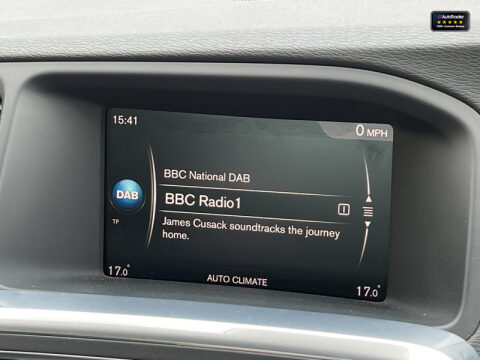 AutoTrader
15:41
0 MPH
BBC National DAB
DAB
BBC Radio1
TP
James Cusack soundtracks the journey
home.
17.0°
AUTO CLIMATE
17.0°